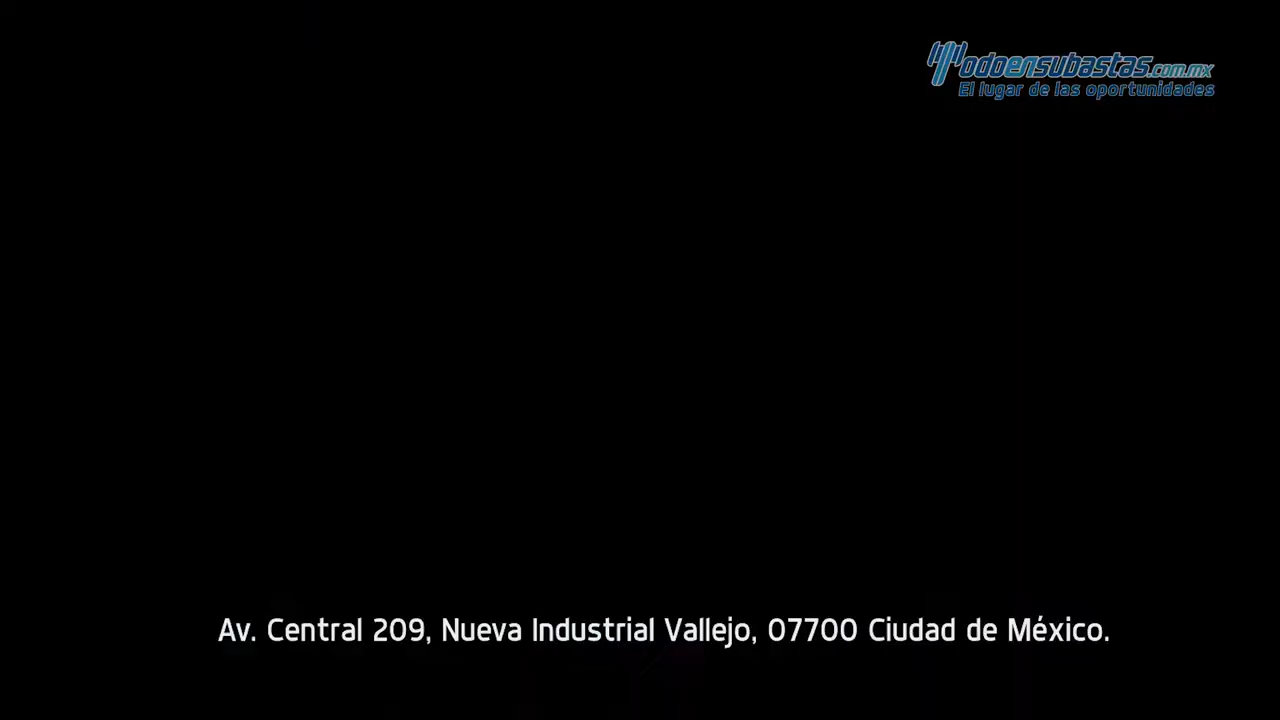 Todoensubastas.com.mx
El lugar de las oportunidades
Av. Central 209, Nueva Industrial Vallejo, 07700 Ciudad de México.